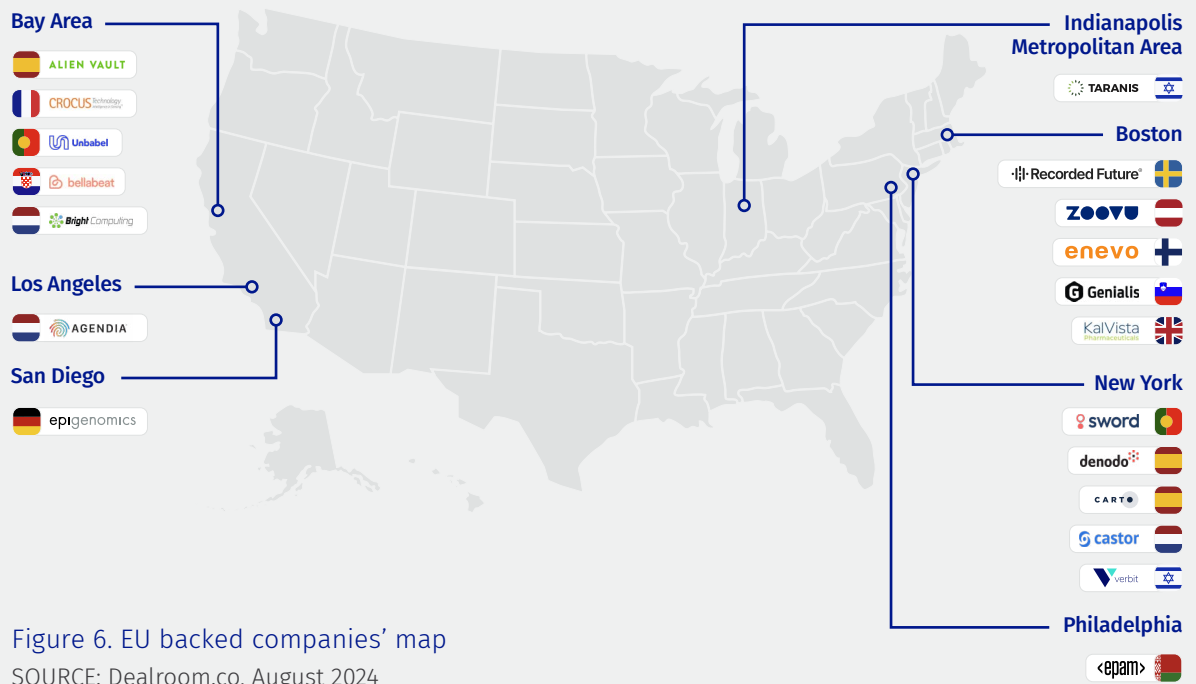 Bay Area
ALIEN VAULT
CROCUS Technology
Unbabel
bellabeat
Bright Computing
Los Angeles
AGENDIA
San Diego
epigenomics
Indianapolis
Metropolitan Area
TARANIS
Boston
Recorded Future®
ZOOVU
enevo
Genialis
KalVista
Pharmaceuticals
New York
sword
denodo
CARTO
castor
verbit
Philadelphia
<epam>
Figure 6. EU backed companies’ map
SOURCE: Dealroom.co, August 2024